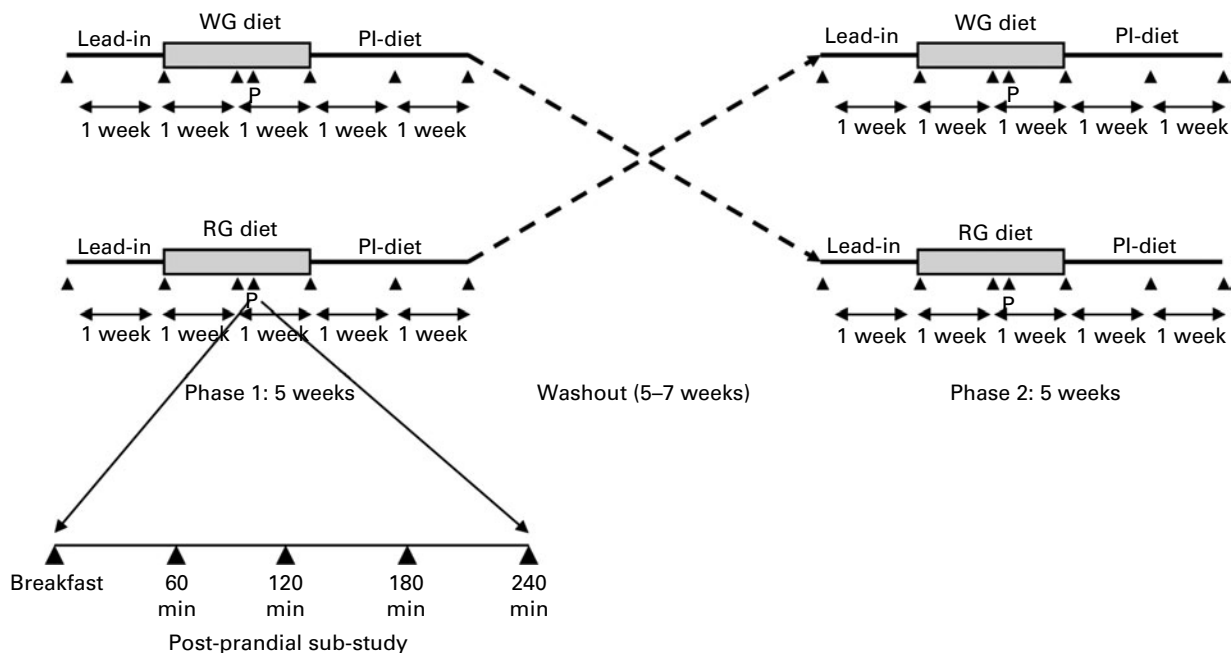 WG diet
Lead-in
PI-diet
P
1 week 1 week 1 week 1 week 1 week
WG diet
Lead-in
PI-diet
P
1 week 1 week 1 week 1 week 1 week
RG diet
Lead-in
PI-diet
P
1 week 1 week 1 week 1 week 1 week
RG diet
Lead-in
PI-diet
P
1 week 1 week 1 week 1 week 1 week
Phase 1: 5 weeks
Washout (5–7 weeks)
Phase 2: 5 weeks
Breakfast
60
min
120
min
180
min
240
min
Post-prandial sub-study